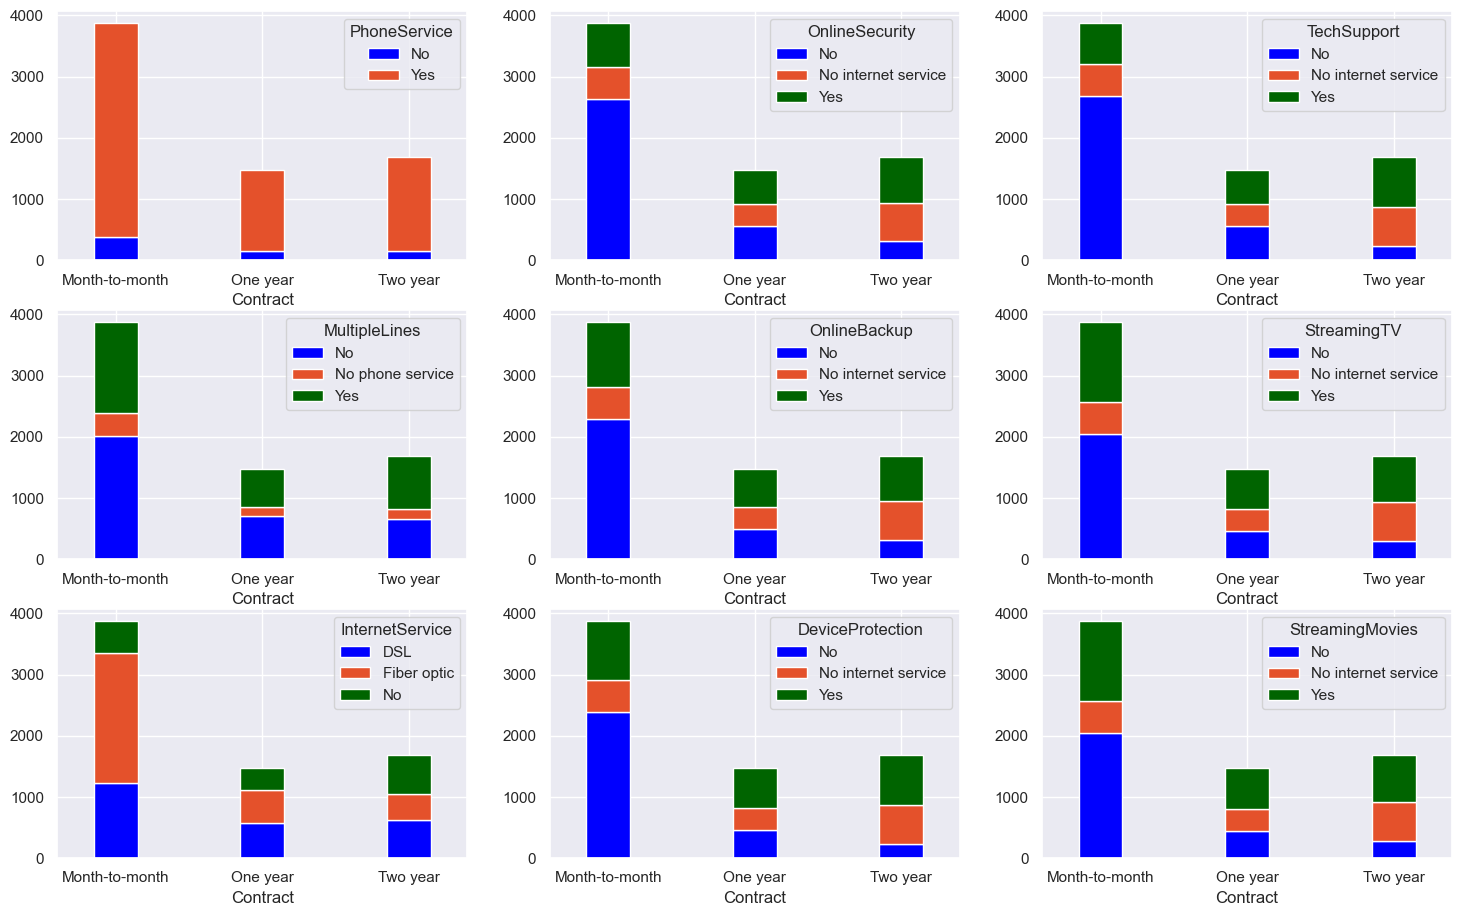 4000
3000
2000
1000
0
PhoneService
No
Yes
Month-to-month One year Two year
Contract
4000
3000
2000
1000
0
OnlineSecurity
No
No internet service
Yes
Month-to-month One year Two year
Contract
4000
3000
2000
1000
0
TechSupport
No
No internet service
Yes
Month-to-month One year Two year
Contract
4000
3000
2000
1000
0
MultipleLines
No
No phone service
Yes
Month-to-month One year Two year
Contract
4000
3000
2000
1000
0
OnlineBackup
No
No internet service
Yes
Month-to-month One year Two year
Contract
4000
3000
2000
1000
0
StreamingTV
No
No internet service
Yes
Month-to-month One year Two year
Contract
4000
3000
2000
1000
0
InternetService
DSL
Fiber optic
No
Month-to-month One year Two year
Contract
4000
3000
2000
1000
0
DeviceProtection
No
No internet service
Yes
Month-to-month One year Two year
Contract
4000
3000
2000
1000
0
StreamingMovies
No
No internet service
Yes
Month-to-month One year Two year
Contract